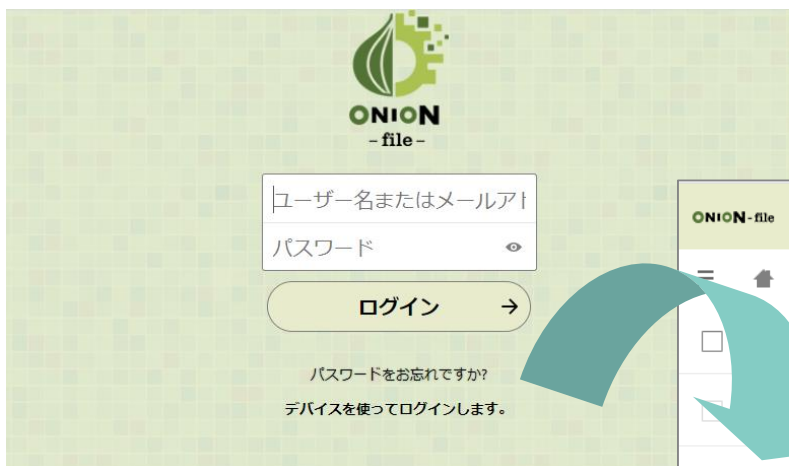 ONION
- file -
ユーザー名またはメールアド
パスワード
ログイン
パスワードをお忘れですか?
デバイスを使ってログインします。
ONION - file